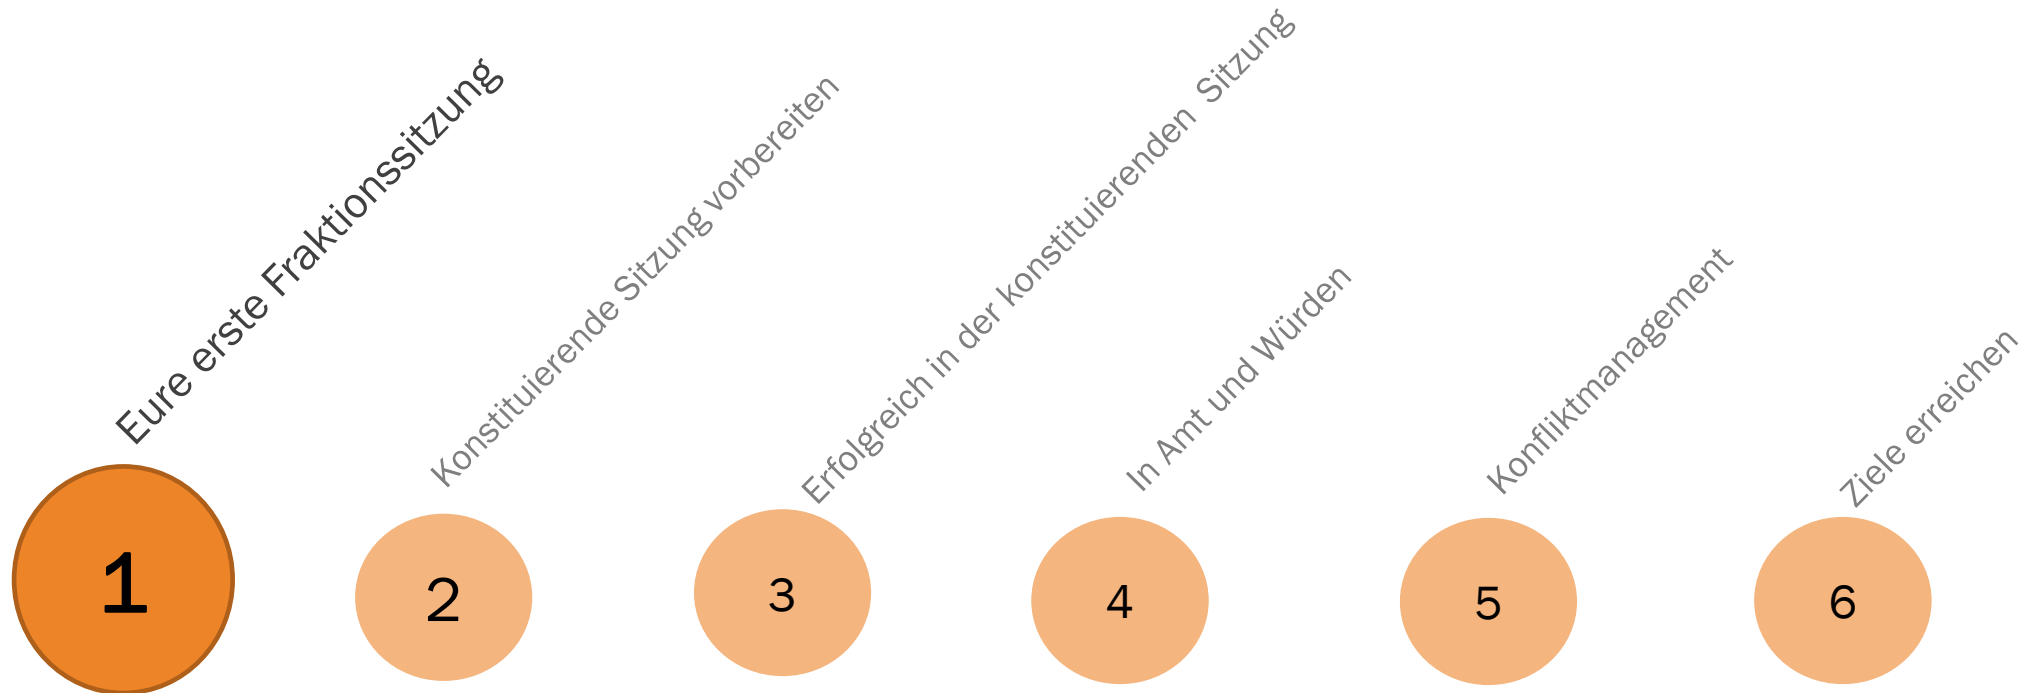 Eure erste Fraktionssitzung
Konstituierende Sitzung vorbereiten
Erfolgreich in der konstituierenden Sitzung
In Amt und Würden
Konfliktmanagement
Ziele erreichen
1
2
3
4
5
6